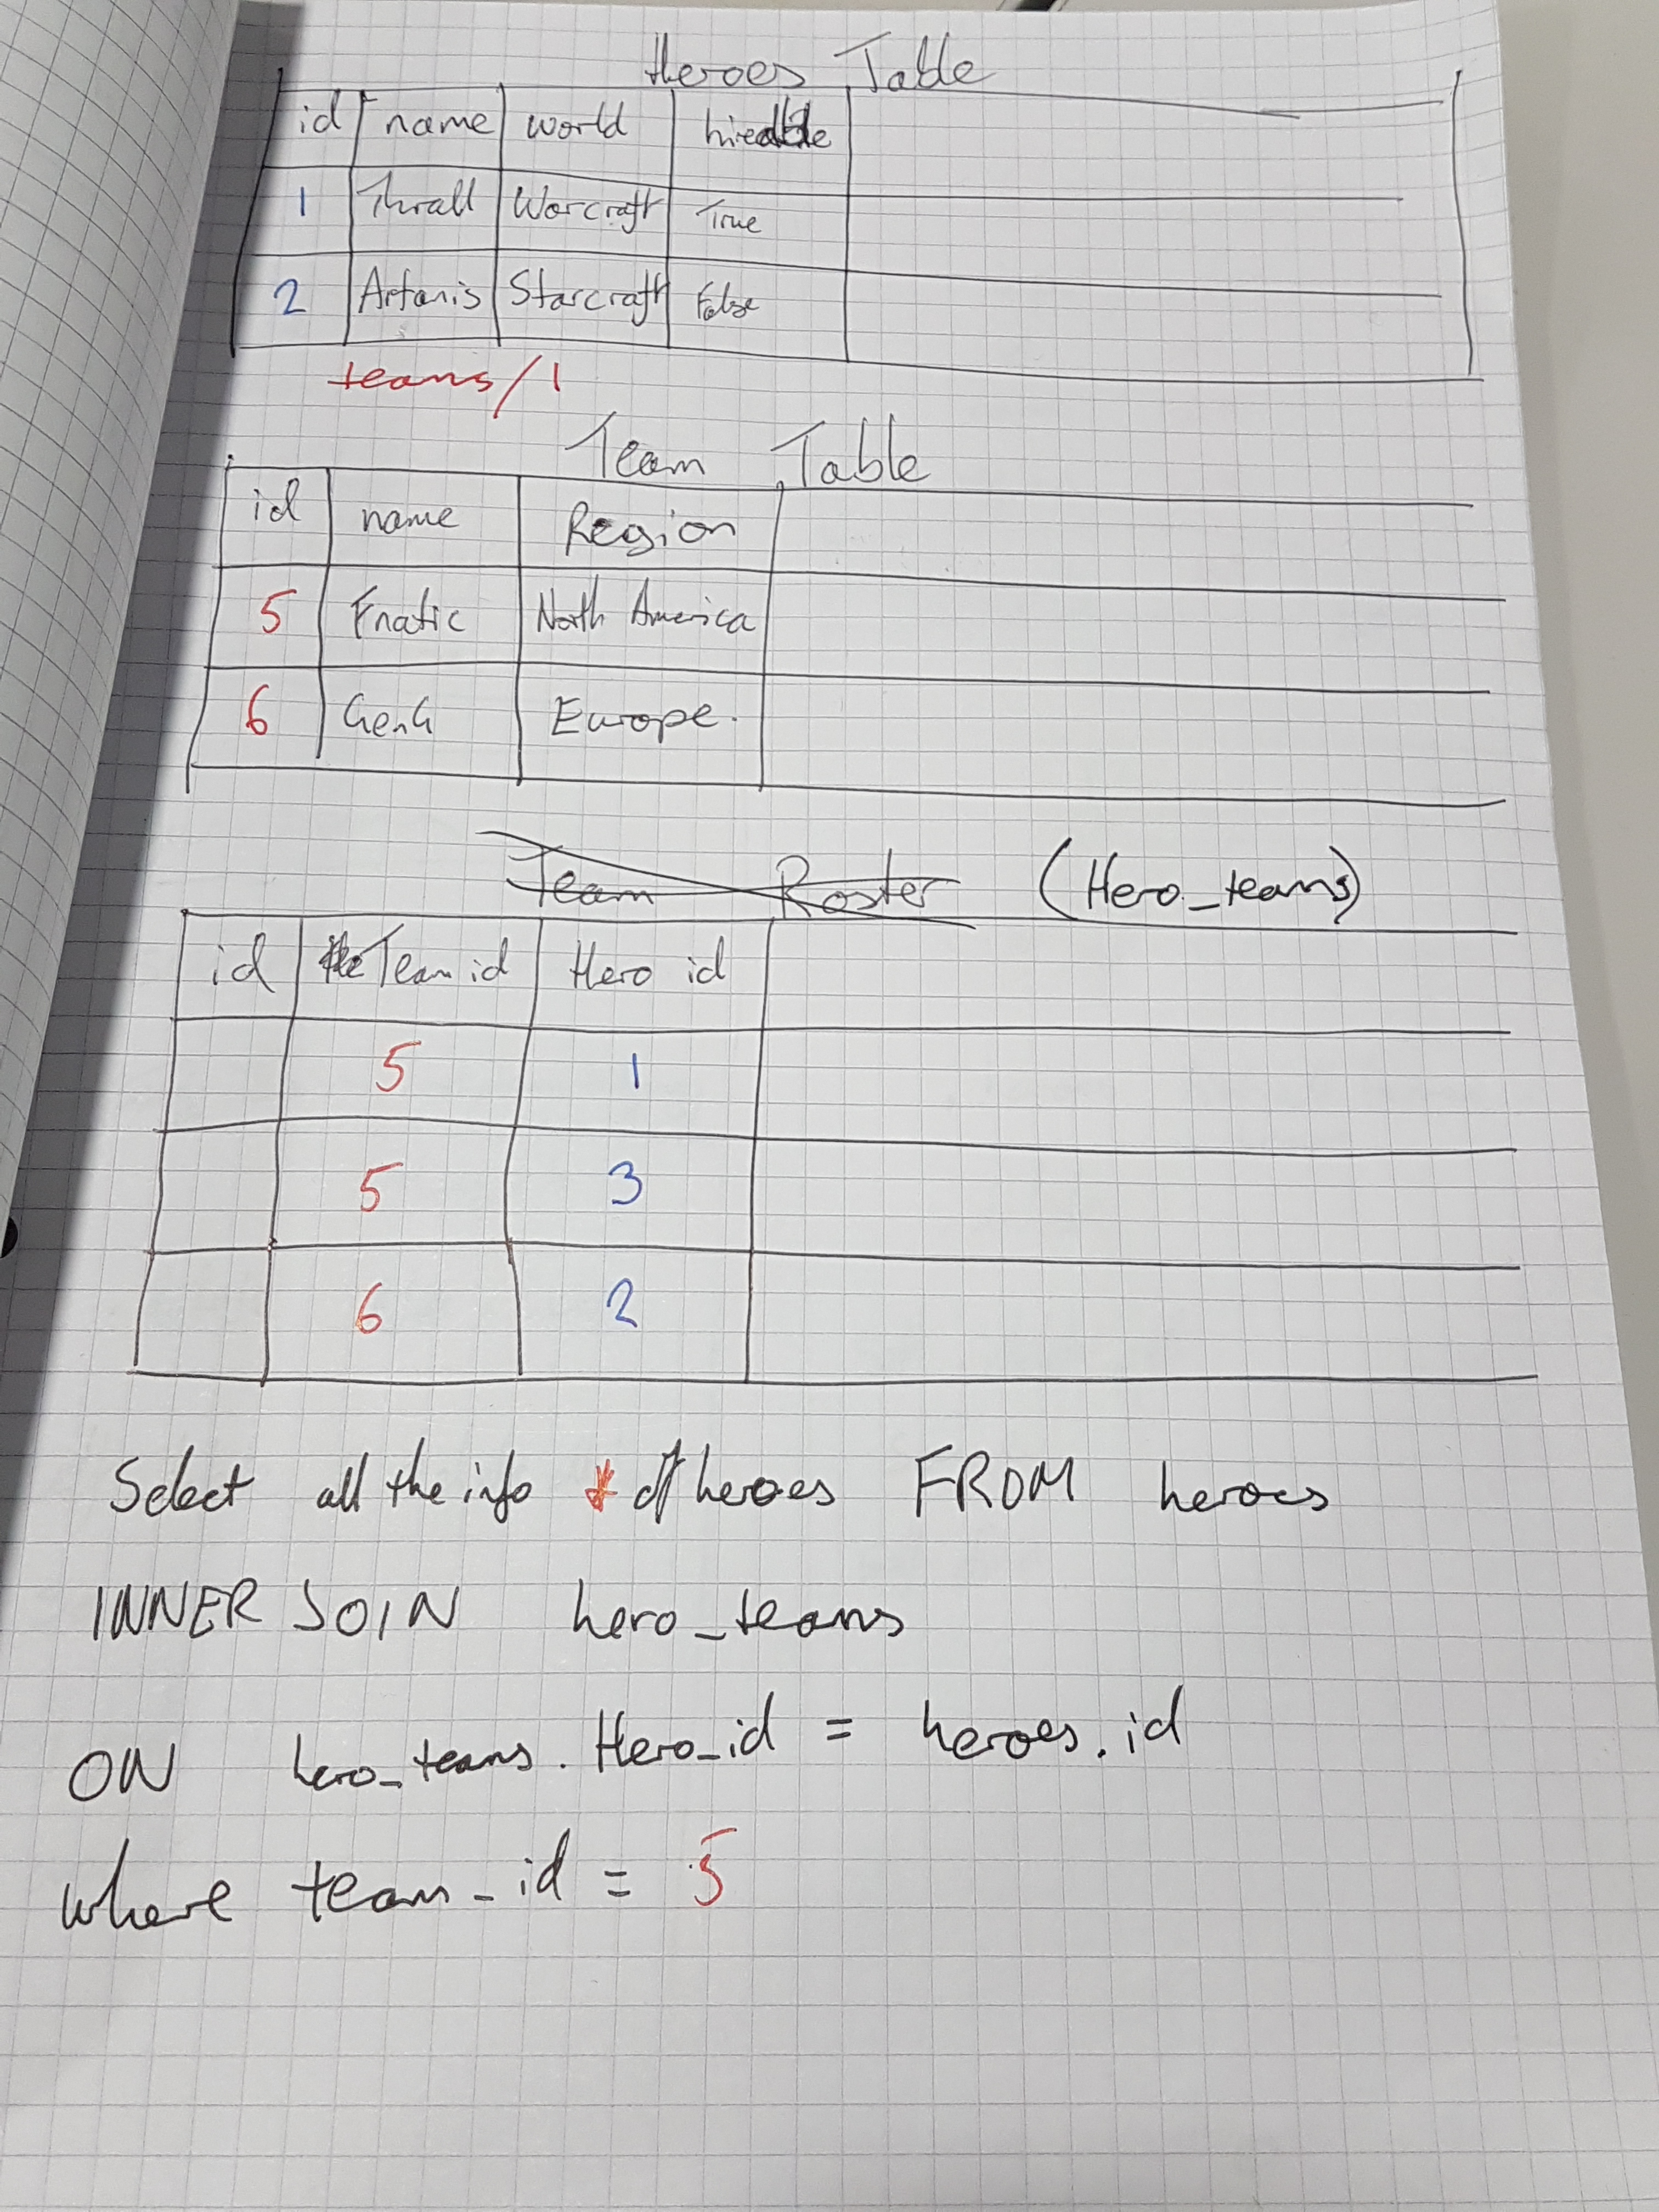 Heroes Table
id name world hireable
1 Thrall Warcraft True
2 Artanis Starcraft False
teams/1
Team Table
id name Region
5 Fnatic North America
6 Gen.G Europe.
Team Roster (Hero_teams)
id Team id Hero id
5 1
5 3
6 2
Select all the info * of heroes FROM heroes
INNER JOIN hero_teams
ON hero_teams.Hero_id = heroes.id
where team_id = 5